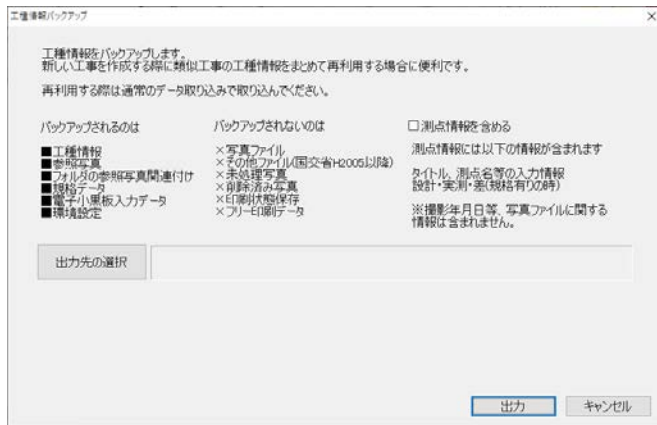 工種情報バックアップ
工種情報をバックアップします。
新しい工事を作成する際に類似工事の工種情報をまとめて再利用する場合に便利です。
再利用する際は通常のデータ取り込みで取り込んでください。
バックアップされるのは
■工種情報
■参照写真
■フォルダの参照写真関連付け
■規格データ
■電子小黒板入力データ
■環境設定
バックアップされないのは
×写真ファイル
×その他ファイル(国交省H2005以降)
×未処理写真
×削除済み写真
×印刷状態保存
×フリー印刷データ
□測点情報を含める
測点情報には以下の情報が含まれます
タイトル、測点名等の入力情報
設計・実測・差(規格有りの時)
※撮影年月日等、写真ファイルに関する
情報は含まれません。
出力先の選択
出力
キャンセル